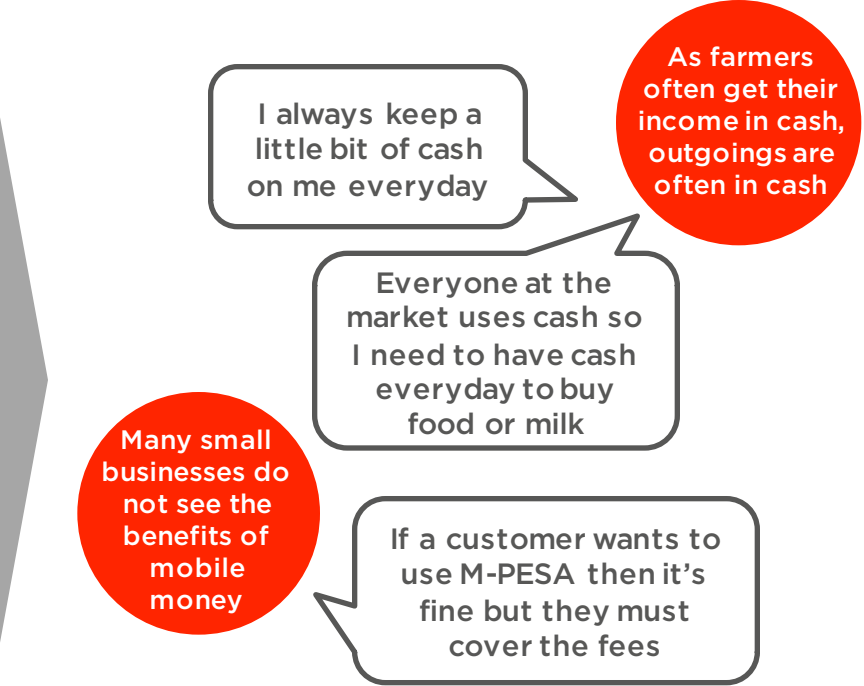 As farmers
often get their
income in cash,
outgoings are
often in cash
I always keep a
little bit of cash
on me everyday
Everyone at the
market uses cash so
I need to have cash
everyday to buy
food or milk
Many small
businesses do
not see the
benefits of
mobile
money
If a customer wants to
use M-PESA then it's
fine but they must
cover the fees